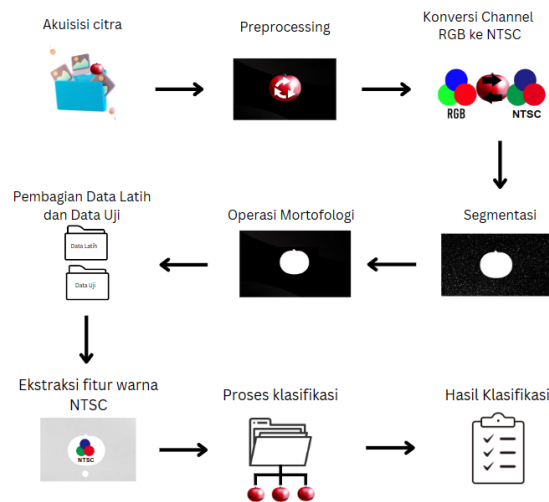 Akuisisi citra
Preprocessing
Konversi Channel
RGB ke NTSC
RGB
NTSC
Pembagian Data Latih
dan Data Uji
Data Latih
Data Uji
Operasi Mortofologi
Segmentasi
Ekstraksi fitur warna
NTSC
NTSC
Proses klasifikasi
Hasil Klasifikasi